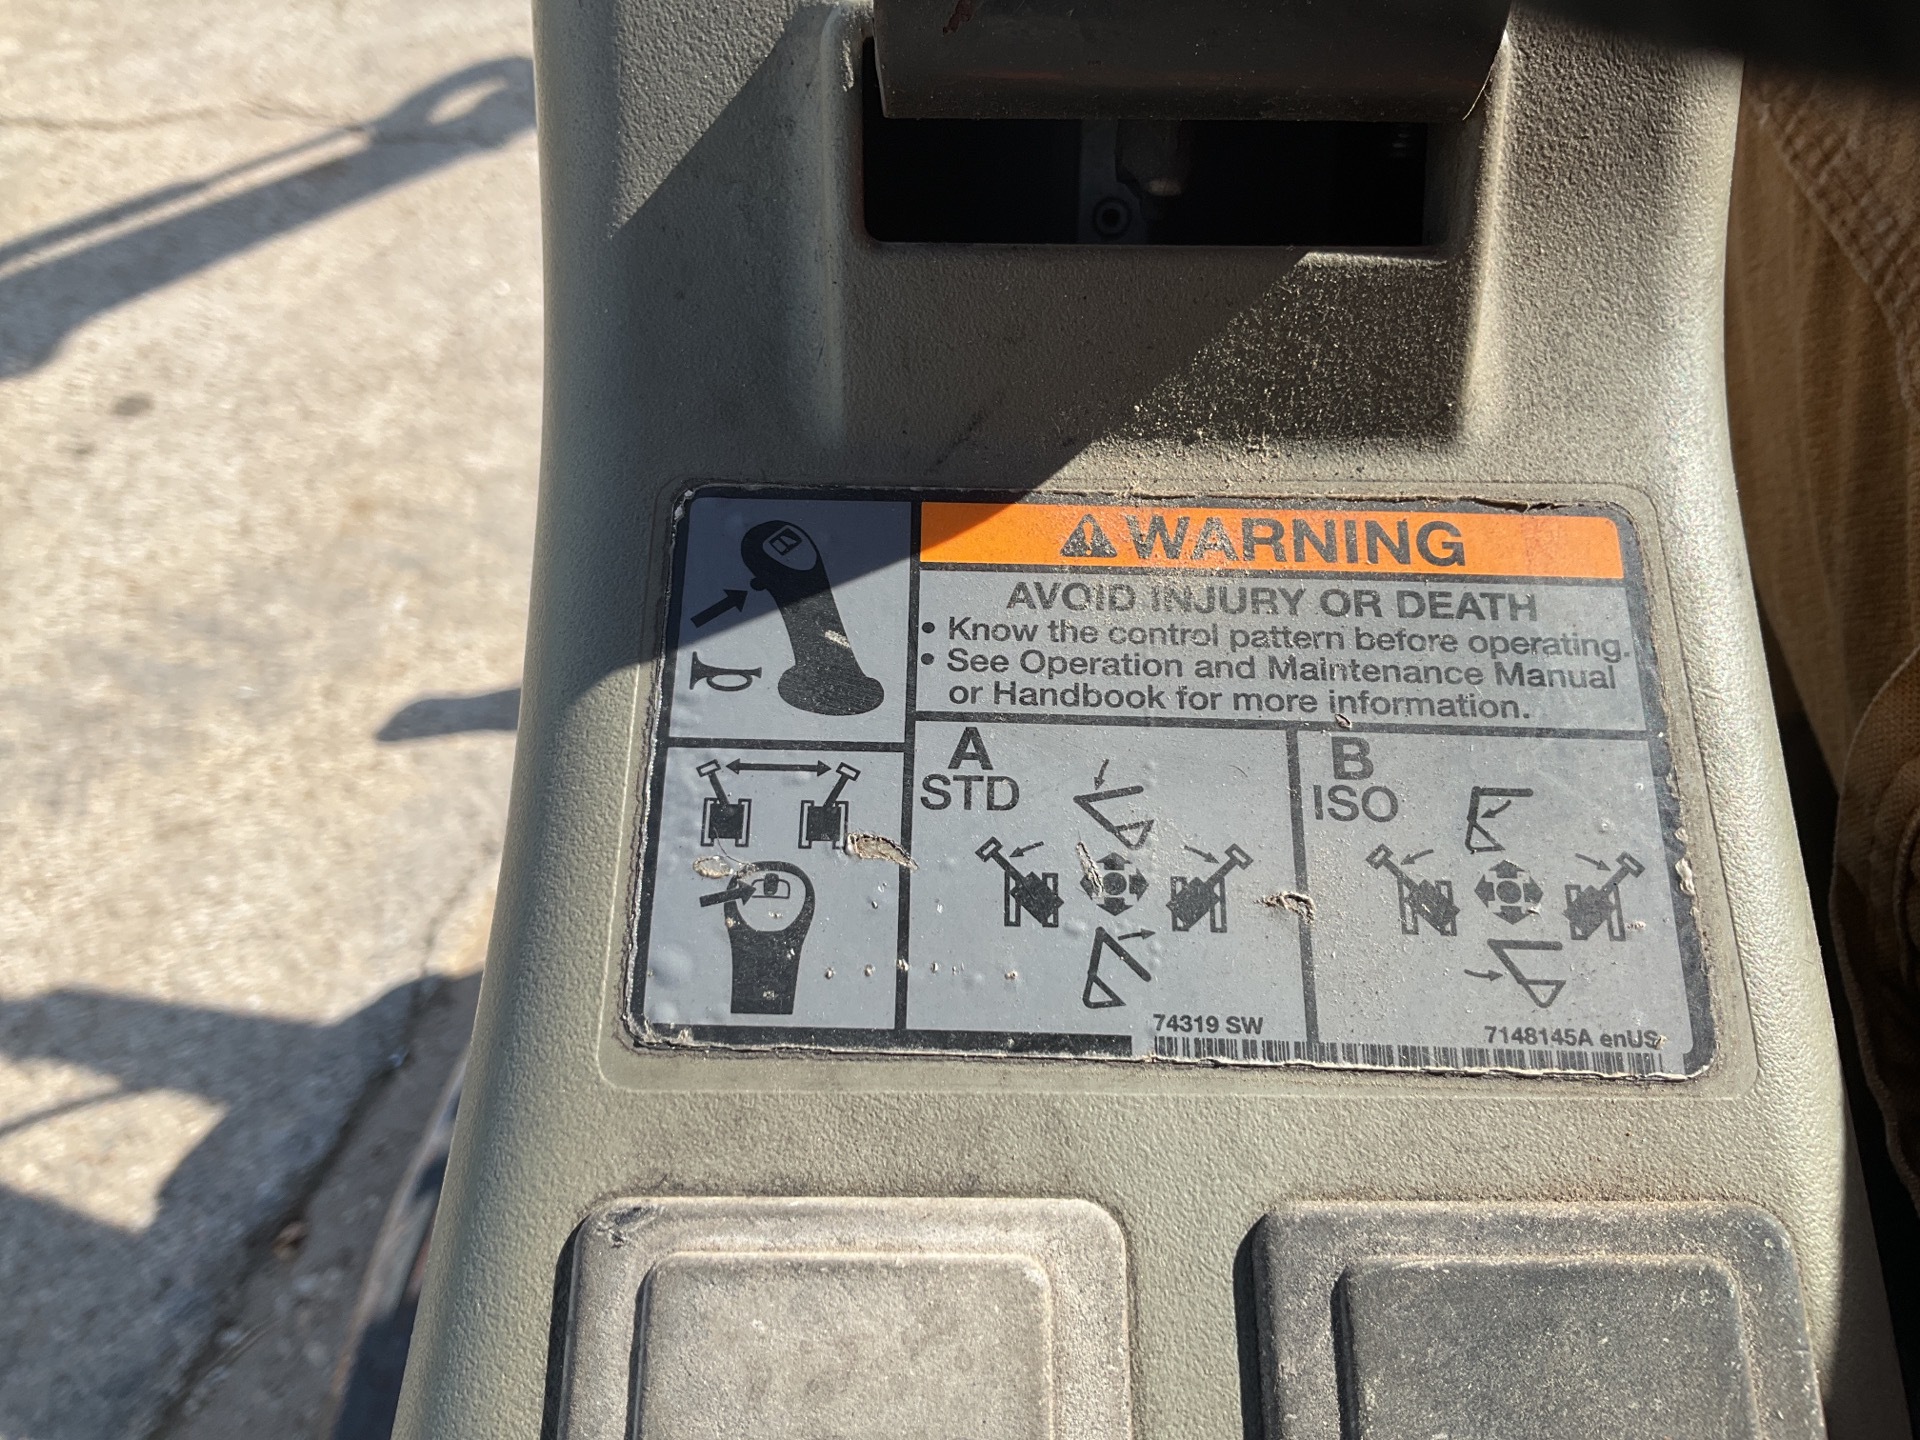 WARNING
AVOID INJURY OR DEATH
• Know the control pattern before operating.
• See Operation and Maintenance Manual
or Handbook for more information.
A
STD
B
ISO
74319 SW
7148145A enUS